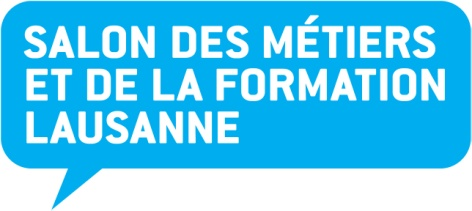 SALON DES MÉTIERS
ET DE LA FORMATION
LAUSANNE